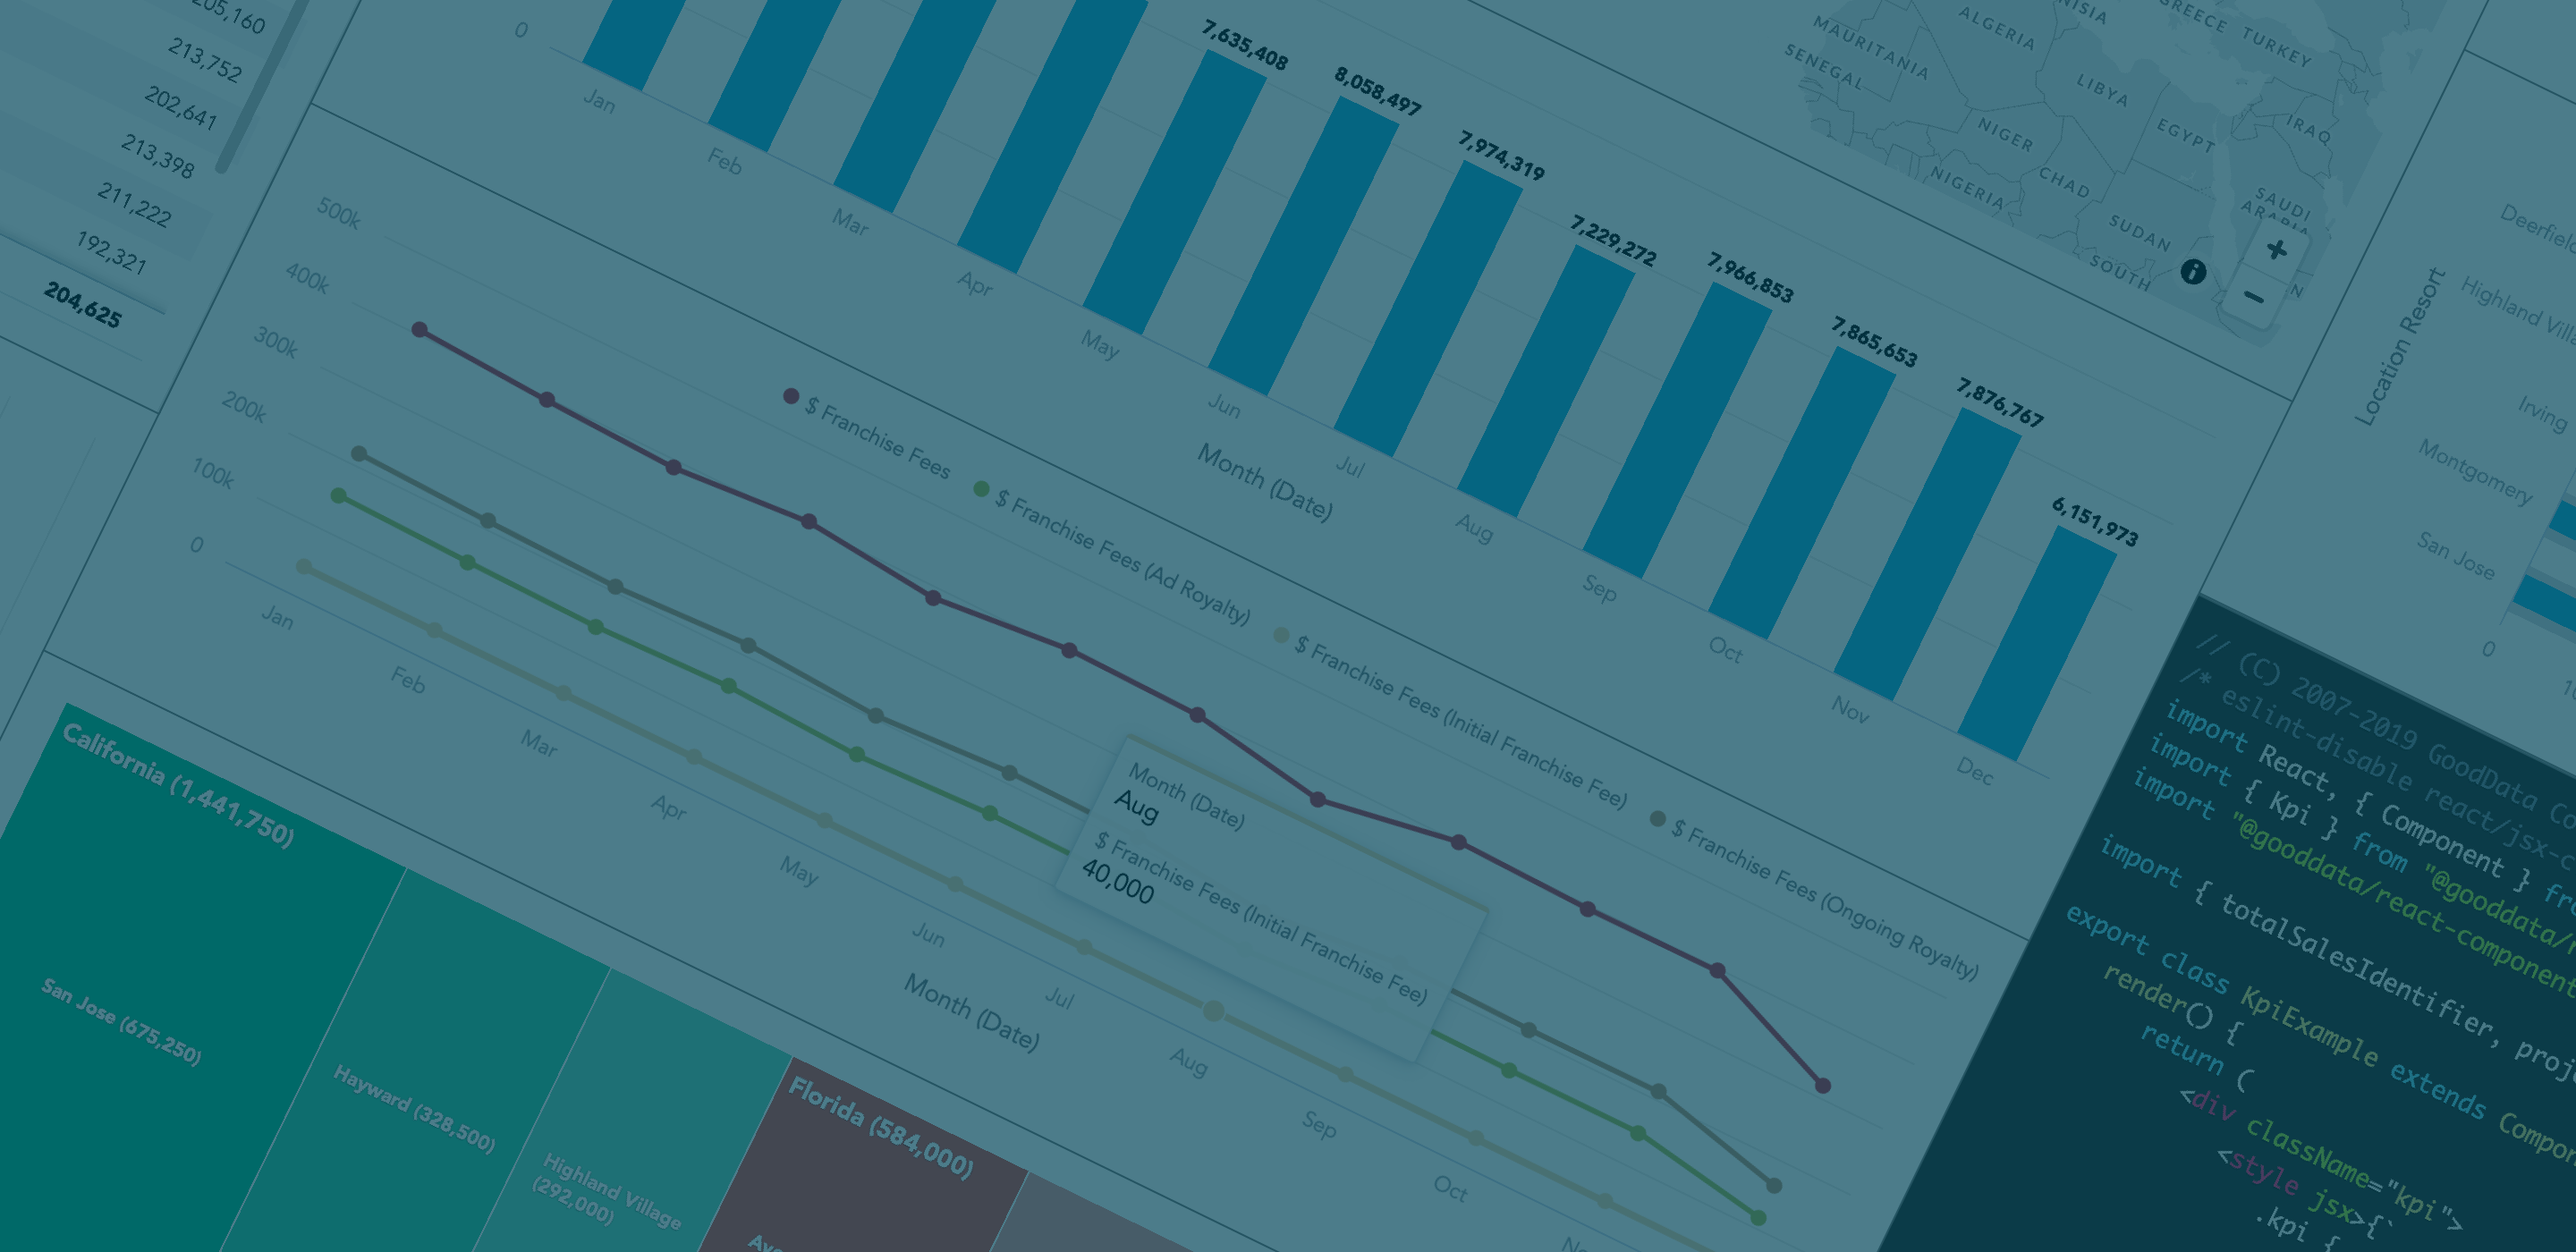 205,160
213,752
202,641
213,398
211,222
192,321
204,625
0
7,635,408
8,058,497
7,974,319
7,229,272
7,966,853
7,865,653
7,876,767
6,151,973
Jan
Feb
Mar
Apr
May
Jun
Jul
Aug
Sep
Oct
Nov
Dec
Month (Date)
MAURITANIA
SENEGAL
ALGERIA
GREECE
TURKEY
LIBYA
NIGER
EGYPT
IRAQ
NIGERIA
CHAD
SUDAN
SAUDI
ARABIA
SOUTH
i
+
−
Location Resort
Deerfield
Highland Villa
Irving
Montgomery
San Jose
0
500k
400k
300k
200k
100k
0
$ Franchise Fees
$ Franchise Fees (Ad Royalty)
$ Franchise Fees (Initial Franchise Fee)
$ Franchise Fees (Ongoing Royalty)
Month (Date)
Aug
$ Franchise Fees (Initial Franchise Fee)
40,000
Jan
Feb
Mar
Apr
May
Jun
Jul
Aug
Sep
Oct
Month (Date)
California (1,441,750)
San Jose (675,250)
Hayward (328,500)
Highland Village
(292,000)
Florida (584,000)
// (C) 2007-2019 GoodData Co
/* eslint-disable react/jsx-c
import React, { Component } fro
import { Kpi } from "@gooddata/r
import "@gooddata/react-component
import { totalSalesIdentifier, proj
export class KpiExample extends Compon
render() {
return (
<div className="kpi">
<style jsx>{`
.kpi {